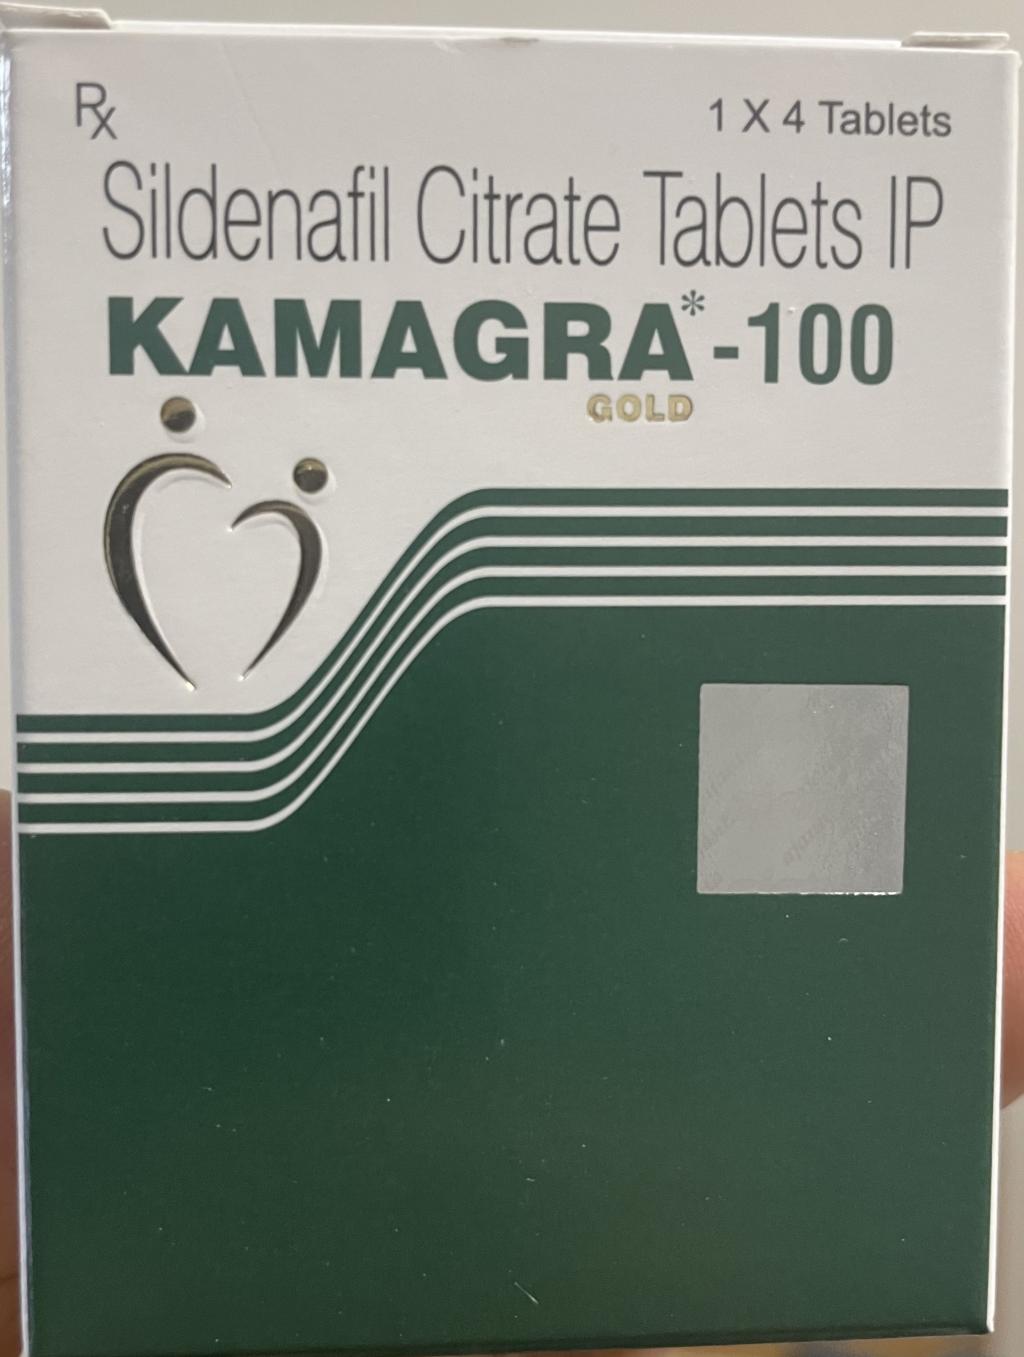 Rx
1 X 4 Tablets
Sildenafil Citrate Tablets IP
KAMAGRA*-100
GOLD